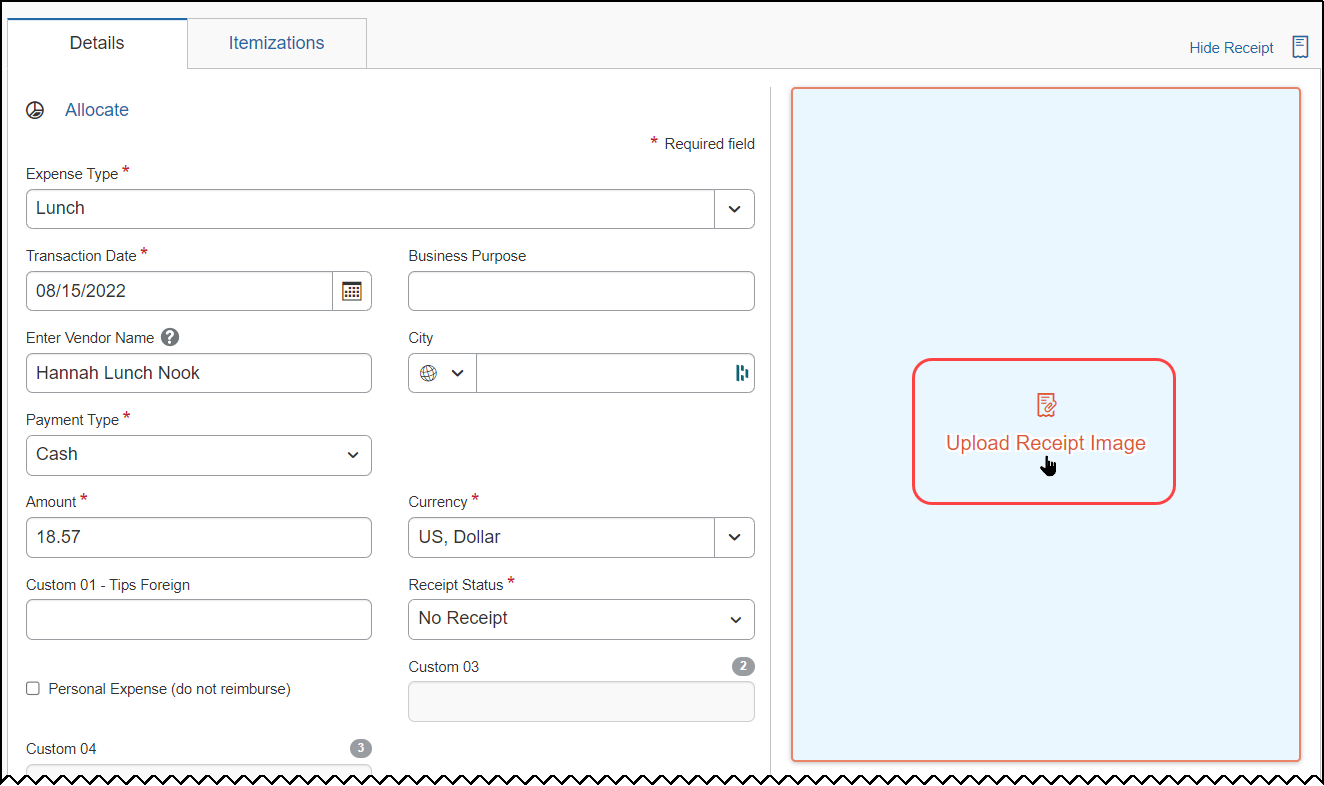 Details
Itemizations
Hide Receipt
Allocate
* Required field
Expense Type *
Lunch
Transaction Date *
Business Purpose
08/15/2022
Enter Vendor Name ?
City
Hannah Lunch Nook
Payment Type *
Cash
Upload Receipt Image
Amount *
Currency *
18.57
US, Dollar
Custom 01 - Tips Foreign
Receipt Status *
No Receipt
Custom 03
2
Personal Expense (do not reimburse)
Custom 04
3